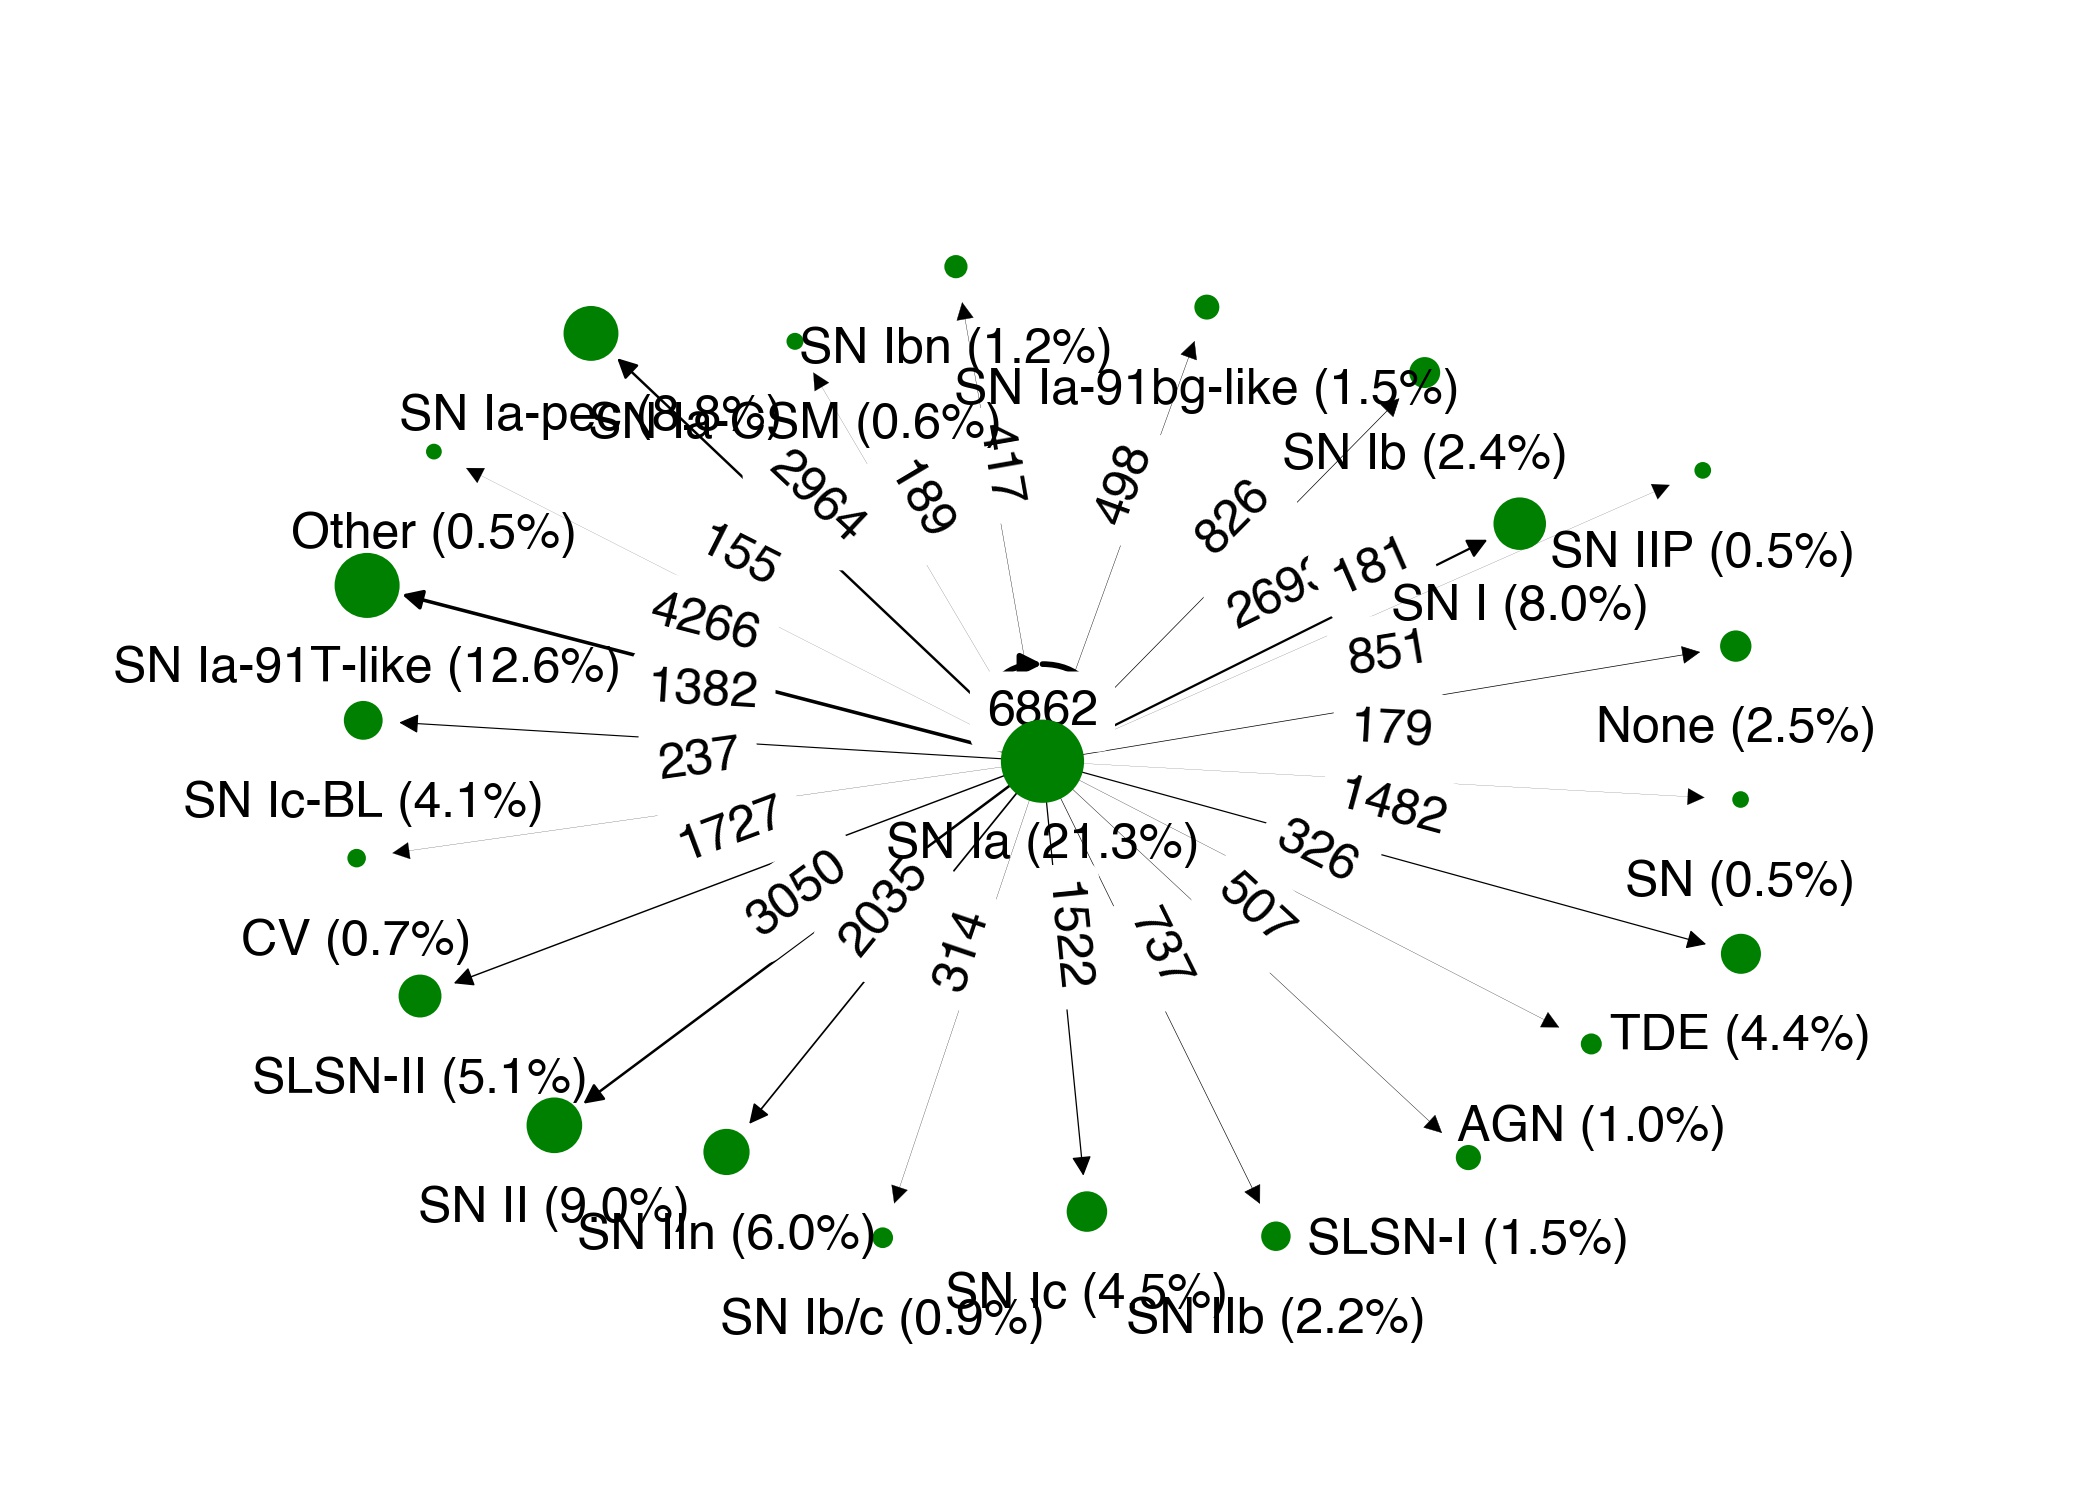 SN Ibn (1.2%)
SN Ia-91bg-like (1.5%)
SN Ia-pec (8.8%)
SN Ia-CSM (0.6%)
417
SN Ib (2.4%)
2964
189
498
826
Other (0.5%)
155
181
SN IIP (0.5%)
SN I (8.0%)
4266
851
SN Ia-91T-like (12.6%)
1382
6862
179
None (2.5%)
237
SN Ic-BL (4.1%)
1727
1482
SN Ia (21.3%)
326
SN (0.5%)
3050
2035
507
CV (0.7%)
314
1522
737
TDE (4.4%)
SLSN-II (5.1%)
AGN (1.0%)
SN II (9.0%)
SN IIn (6.0%)
SLSN-I (1.5%)
SN Ic (4.5%)
SN Ib/c (0.9%)
SN IIb (2.2%)